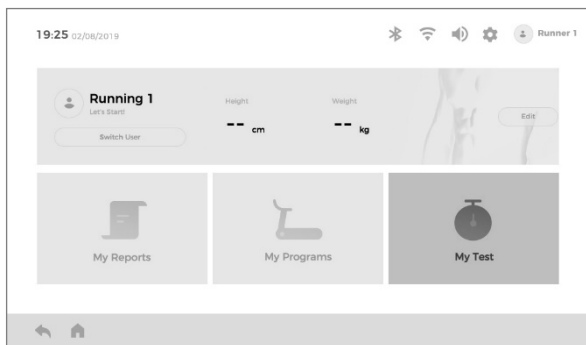 19:25 02/08/2019
Runner 1
Running 1
Let's Start!
Switch User
Height
-- cm
Weight
-- kg
Edit
My Reports
My Programs
My Test